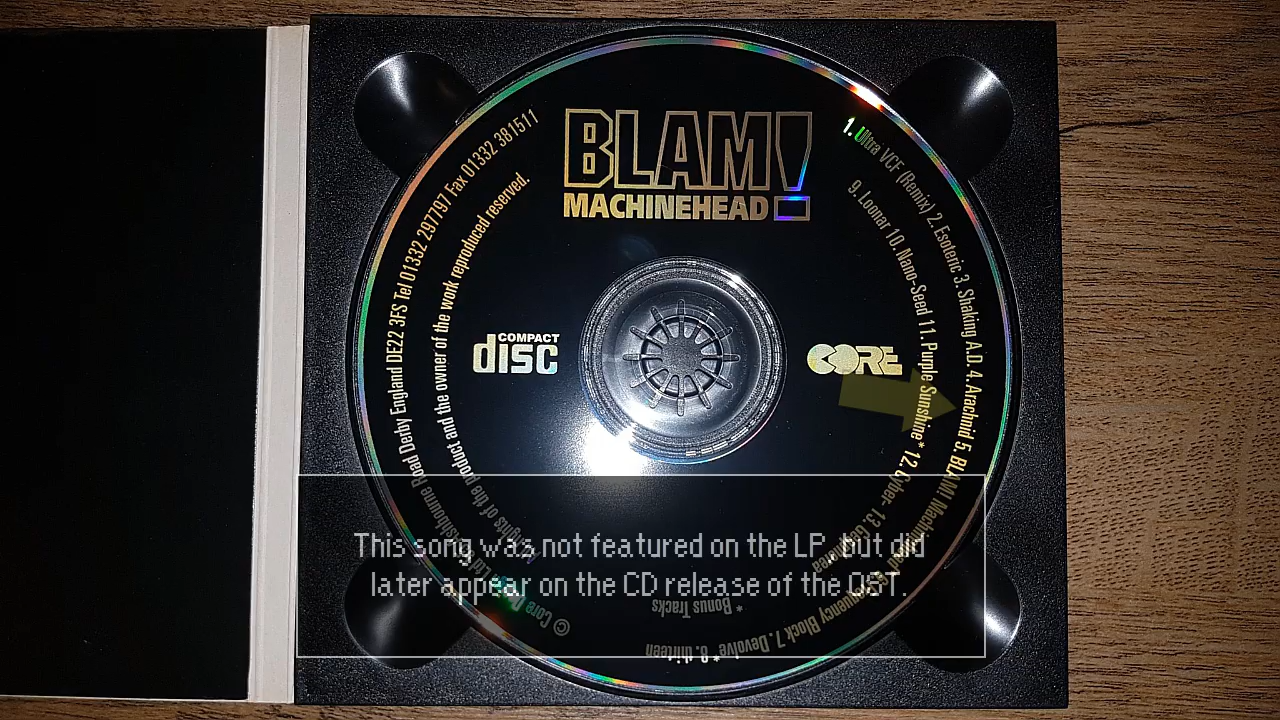 BLAM!
MACHINEHEAD
COMPACT
disc
CORE
1. Ultra VCF (Remix) 2. Esoteric 3. Shaking A.D. 4. Arachnid 5. BLAM! Machinehead 6. Frequency Block 7. Devolve* 8. thirteen
9. Loonar 10. Nano-Seed 11. Purple Sunshine* 12. Cyber- 13.
* Bonus Tracks
Road Derby England DE22 3FS Tel 01332 297797 Fax 01332 381511
rights of the product and the owner of the work reproduced reserved.
This song was not featured on the LP, but did
later appear on the CD release of the OST.